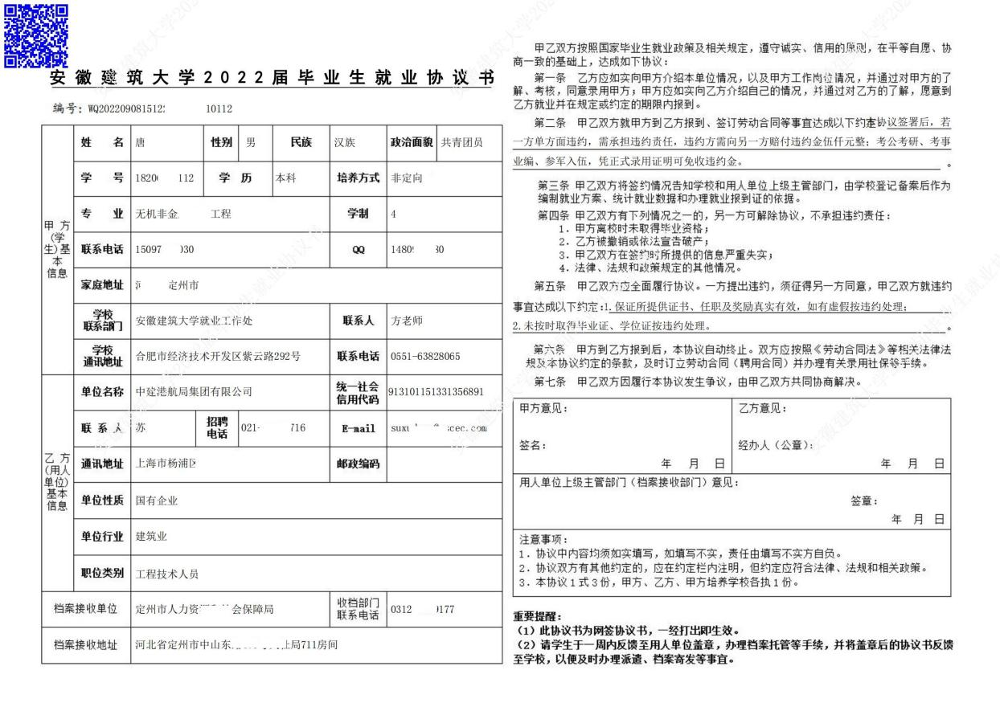 安徽建筑大学2022届毕业生就业协议书
编号: WQ202209081512 10112
甲方(学生)基本信息
姓名 唐 性别 男 民族 汉族 政治面貌 共青团员
学号 1820 112 学历 本科 培养方式 非定向
专业 无机非金 工程 学制 4
联系电话 15097 030 QQ 1480 80
家庭地址 定州市
学校联系部门 安徽建筑大学就业工作处 联系人 方老师
学校通讯地址 合肥市经济技术开发区紫云路292号 联系电话 0551-63828065
乙方(用人单位)基本信息
单位名称 中建港航局集团有限公司 统一社会信用代码 913101151331356891
联系人 苏 招聘电话 021- 716 E-mail suxu cec.com
通讯地址 上海市杨浦区 邮政编码
单位性质 国有企业
单位行业 建筑业
职位类别 工程技术人员
档案接收单位 定州市人力资 会保障局 收档部门联系电话 0312 177
档案接收地址 河北省定州市中山东 局711房间
甲乙双方按照国家毕业生就业政策及相关规定，遵守诚实、信用的原则，在平等自愿、协
商一致的基础上，达成如下协议：
第一条 乙方应如实向甲方介绍本单位情况，以及甲方工作岗位情况，并通过对甲方的了
解、考核，同意录用甲方；甲方应如实向乙方介绍自己的情况，并通过对乙方的了解，愿意到
乙方就业并在规定或约定的期限内报到。
第二条 甲乙双方就甲方到乙方报到、签订劳动合同等事宜达成以下约定协议签署后，若
一方单方面违约，需承担违约责任，违约方需向另一方赔付违约金伍仟元整；考公考研、考事
业编、参军入伍，凭正式录用证明可免收违约金。 。
第三条 甲乙双方将签约情况告知学校和用人单位上级主管部门，由学校登记备案后作为
编制就业方案、统计就业数据和办理就业报到证的依据。
第四条 甲乙双方有下列情况之一的，另一方可解除协议，不承担违约责任：
1．甲方离校时未取得毕业资格；
2．乙方被撤销或依法宣告破产；
3．甲乙双方在签约时所提供的信息严重失实；
4．法律、法规和政策规定的其他情况。
第五条 甲乙双方应全面履行协议。一方提出违约，须征得另一方同意，甲乙双方就违约
事宜达成以下约定:1.保证所提供证书、任职及奖励真实有效，如有虚假按违约处理；
2.未按时取得毕业证、学位证按违约处理。 。
第六条 甲方到乙方报到后，本协议自动终止。双方应按照《劳动合同法》等相关法律法
规及本协议约定的条款，及时订立劳动合同（聘用合同）并办理有关录用社保等手续。
第七条 甲乙双方因履行本协议发生争议，由甲乙双方共同协商解决。
甲方意见： 乙方意见：
签名： 经办人（公章）：
年 月 日 年 月 日
用人单位上级主管部门（档案接收部门）意见：
签章：
年 月 日
注意事项：
1．协议中内容均须如实填写，如填写不实，责任由填写不实方自负。
2．协议双方有其他约定的，应在约定栏内注明，但约定应符合法律、法规和相关政策。
3．本协议1式3份，甲方、乙方、甲方培养学校各执1份。
重要提醒：
（1）此协议书为网签协议书，一经打出即生效。
（2）请学生于一周内反馈至用人单位盖章，办理档案托管等手续，并将盖章后的协议书反馈
至学校，以便及时办理派遣、档案寄发等事宜。